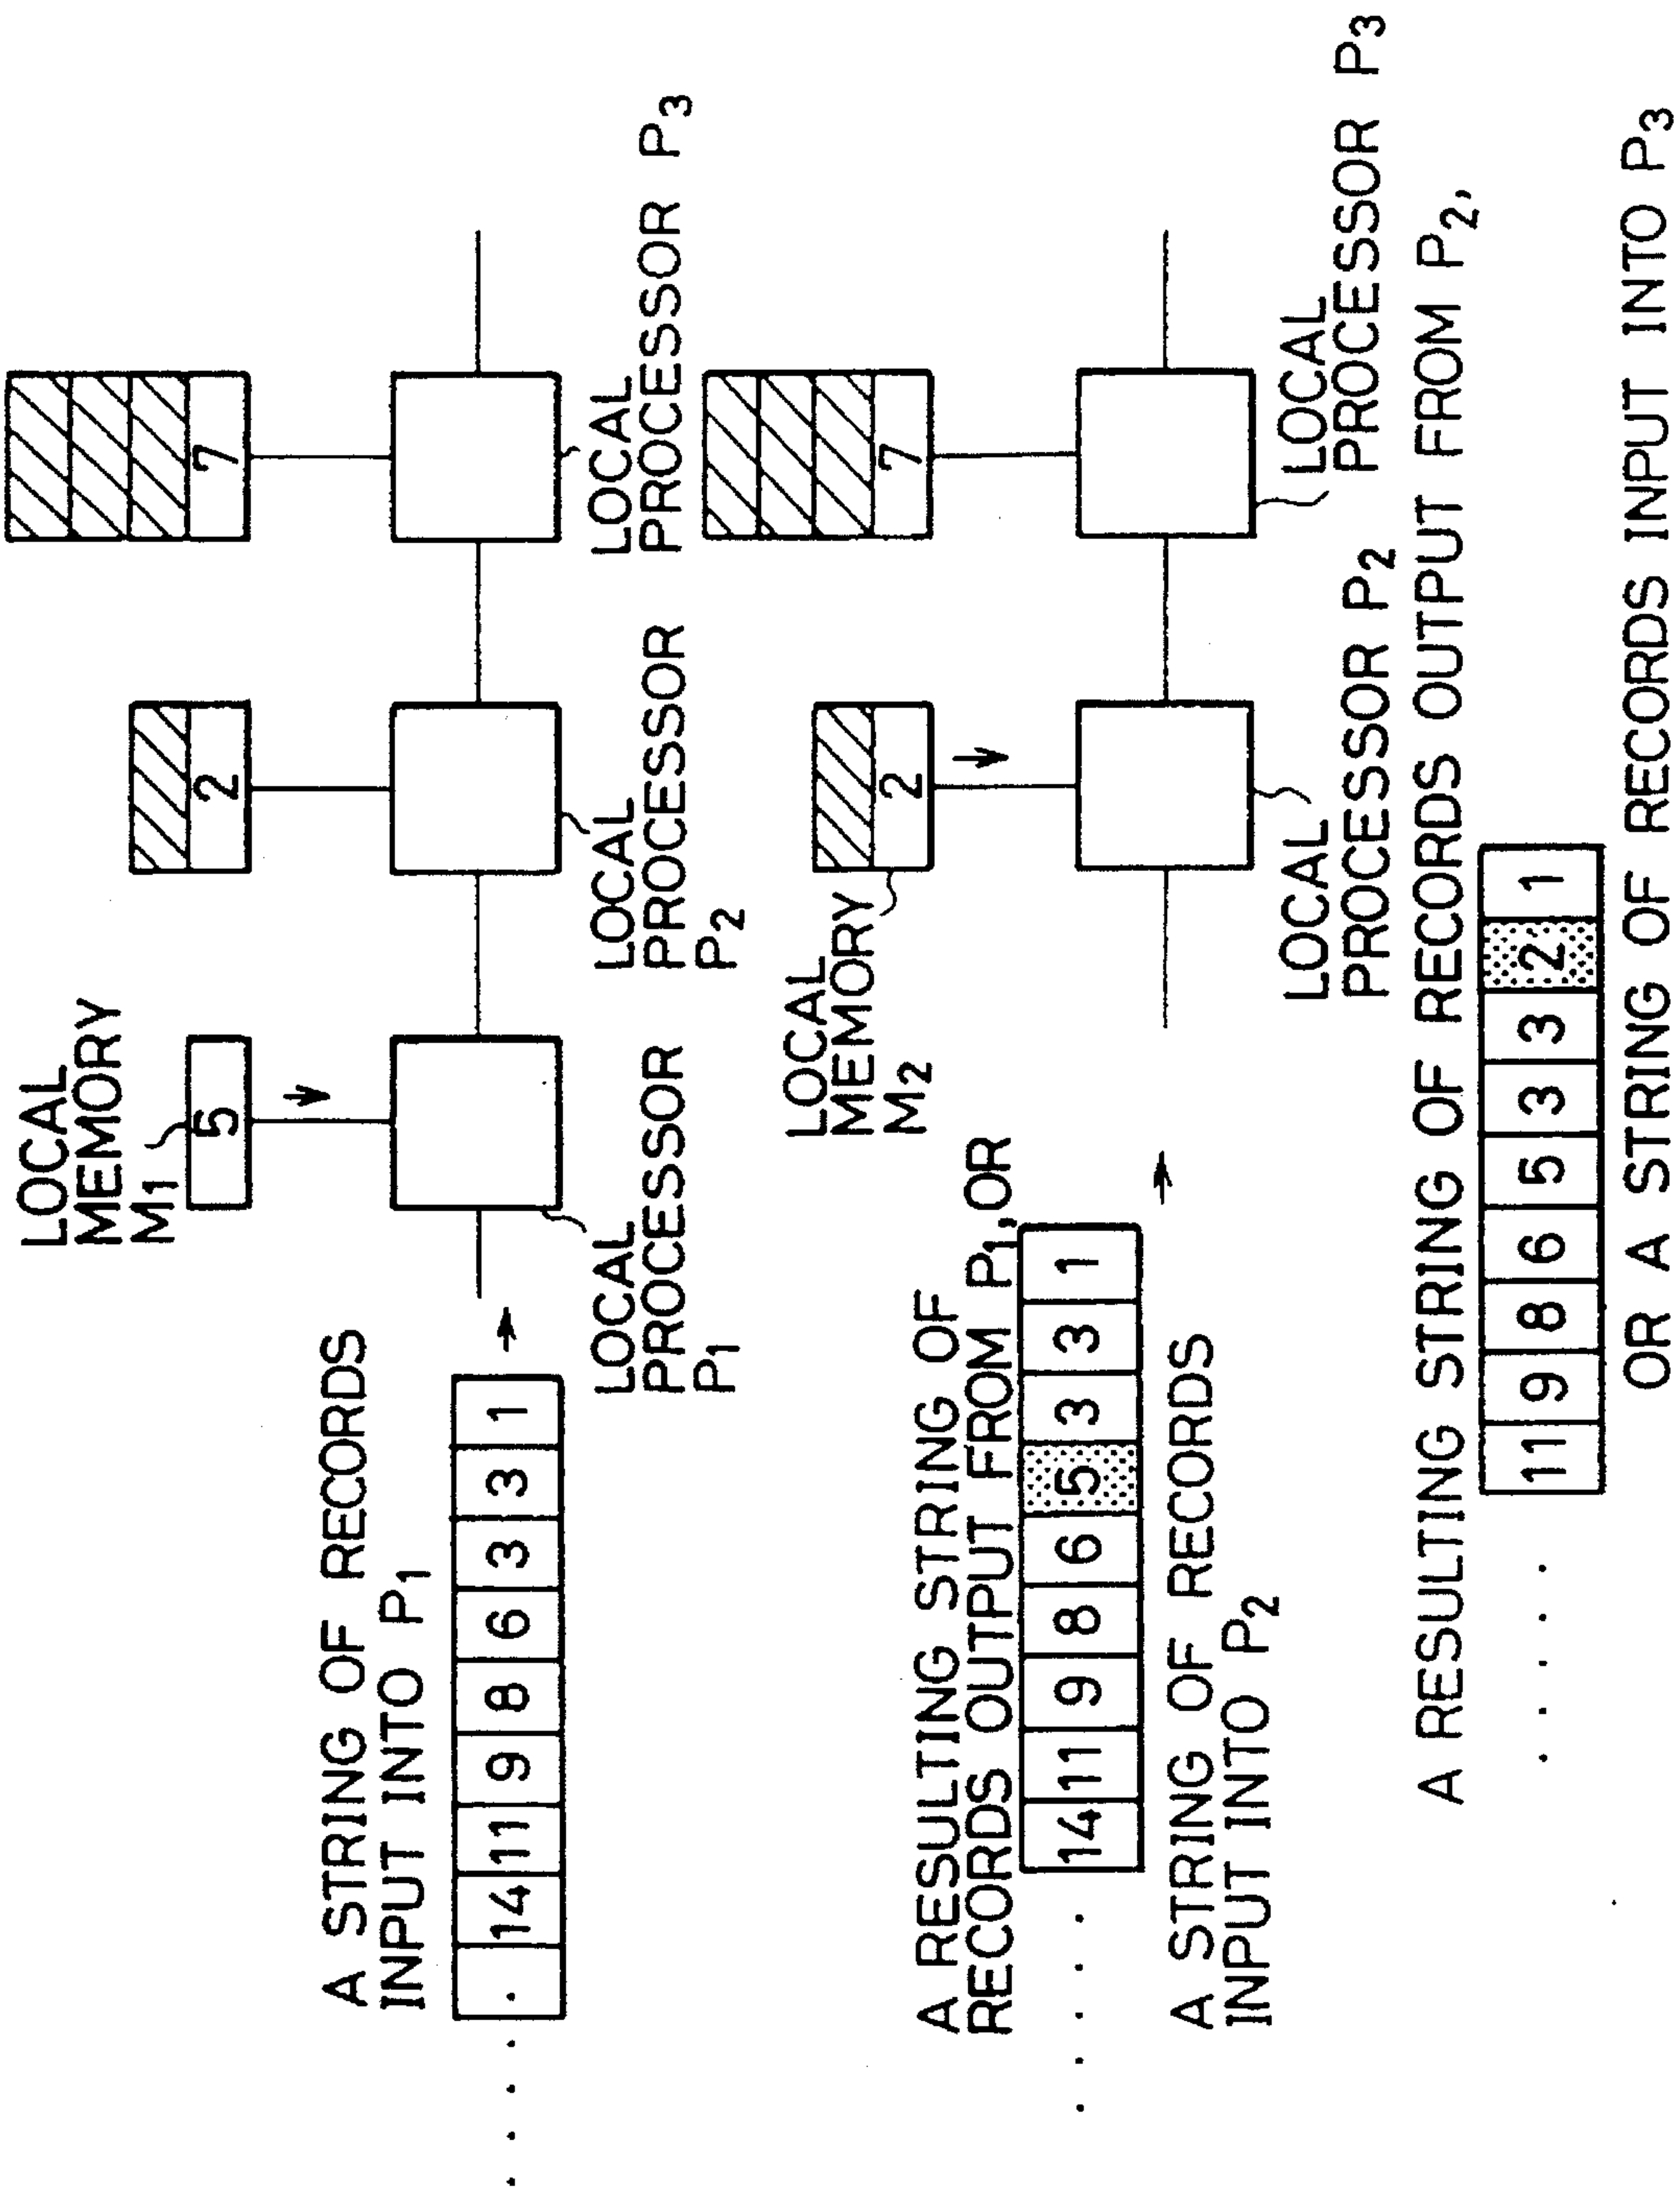 LOCAL
MEMORY
M1
5
2
7
A STRING OF RECORDS
INPUT INTO P1
. . . . . 14 11 9 8 6 3 3 1
LOCAL
PROCESSOR
P1
LOCAL
PROCESSOR
P2
LOCAL
PROCESSOR P3
LOCAL
MEMORY
M2
2
7
A RESULTING STRING OF
RECORDS OUTPUT FROM P1, OR
. . . . . 14 11 9 8 6 5 3 3 1
A STRING OF RECORDS
INPUT INTO P2
LOCAL
PROCESSOR P2
LOCAL
PROCESSOR P3
A RESULTING STRING OF RECORDS OUTPUT FROM P2,
. . . . . 11 9 8 6 5 3 3 2 1
OR A STRING OF RECORDS INPUT INTO P3